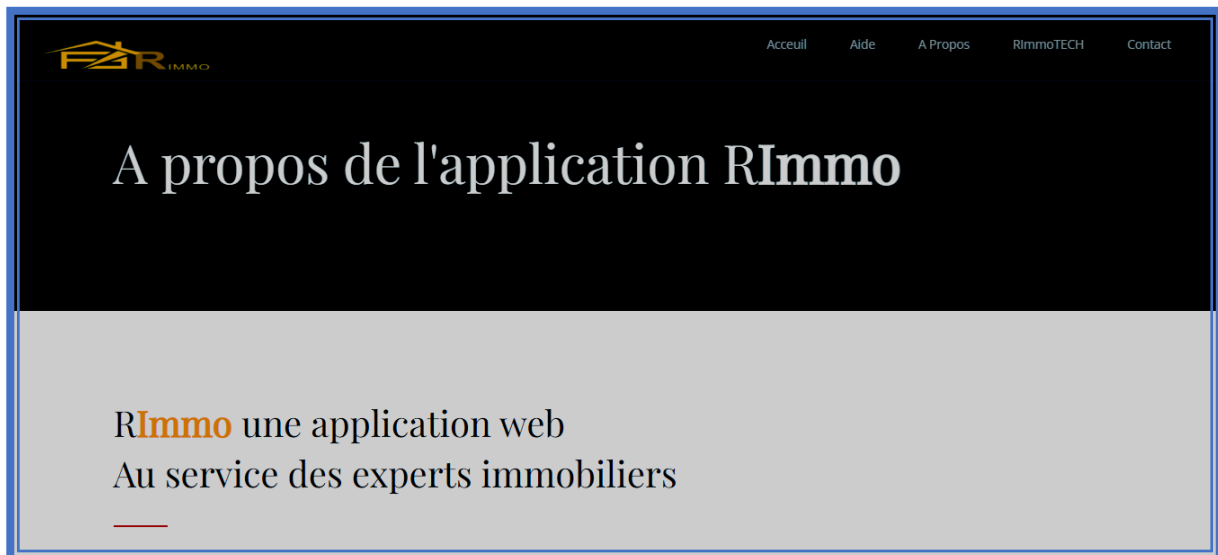 RIMMO
Acceuil Aide A Propos RImmoTECH Contact
A propos de l'application RImmo
RImmo une application web
Au service des experts immobiliers